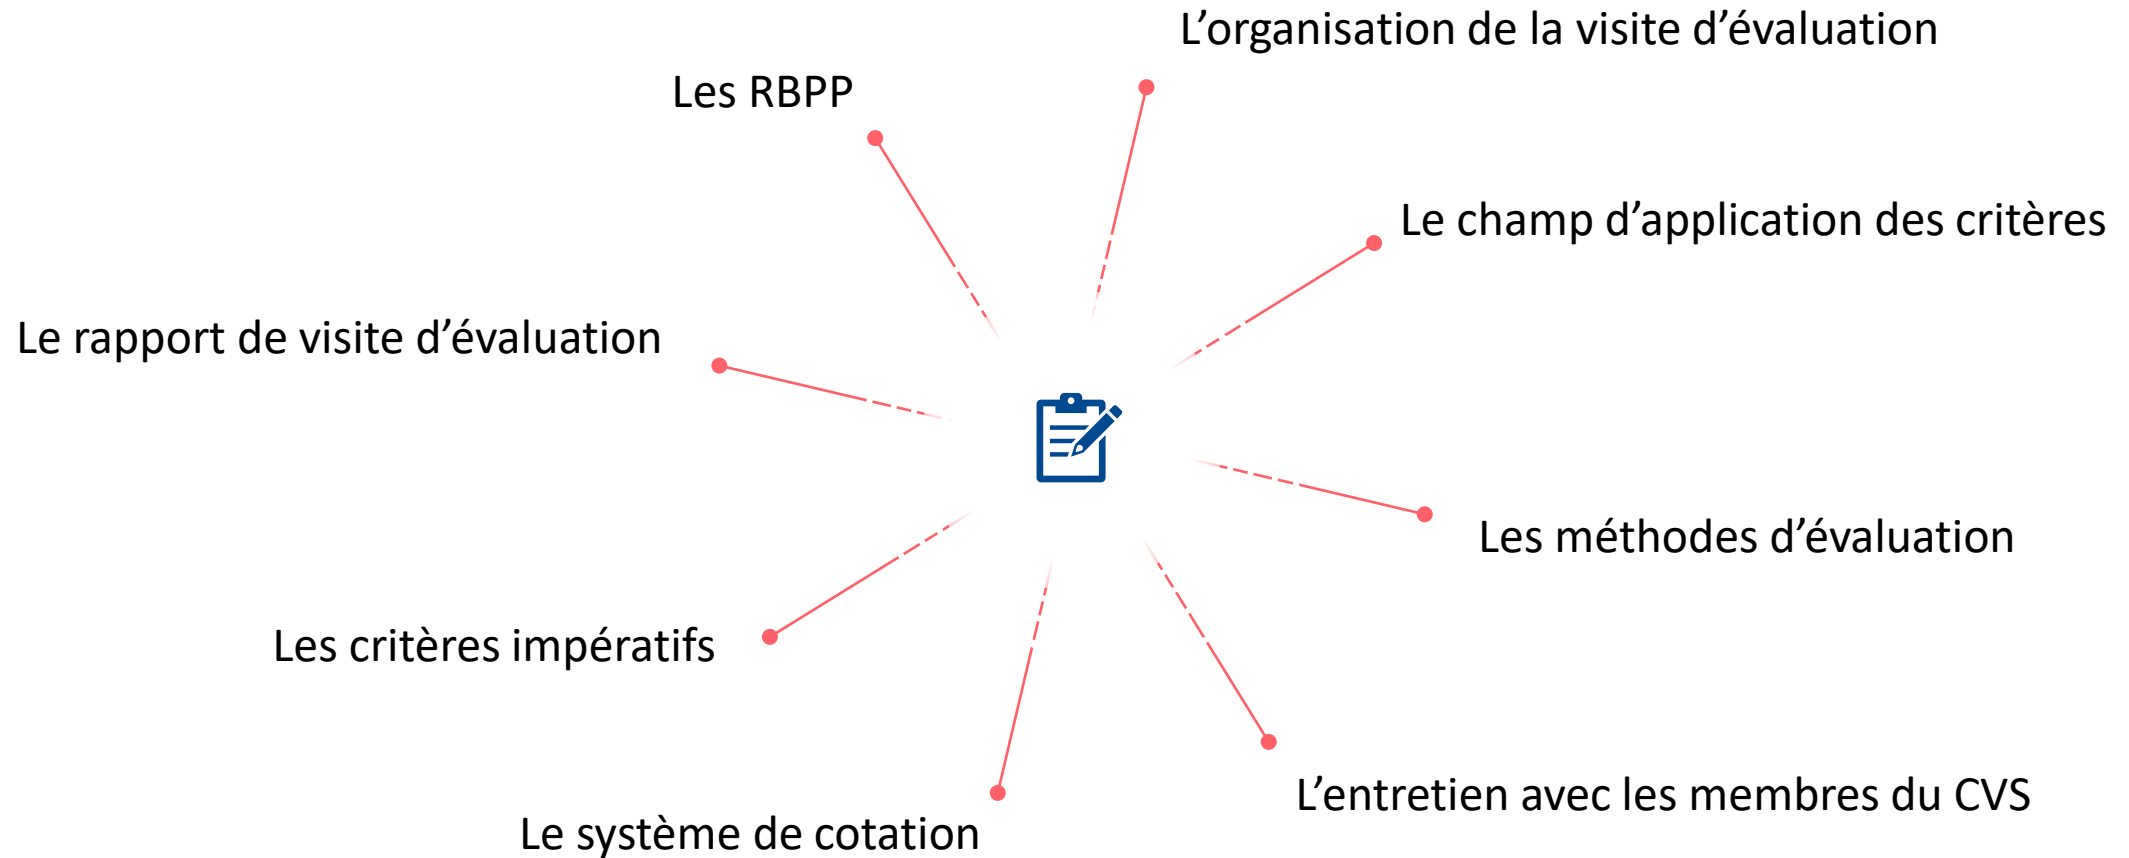 L’organisation de la visite d’évaluation
Les RBPP
Le champ d’application des critères
Le rapport de visite d’évaluation
Les méthodes d’évaluation
Les critères impératifs
L’entretien avec les membres du CVS
Le système de cotation